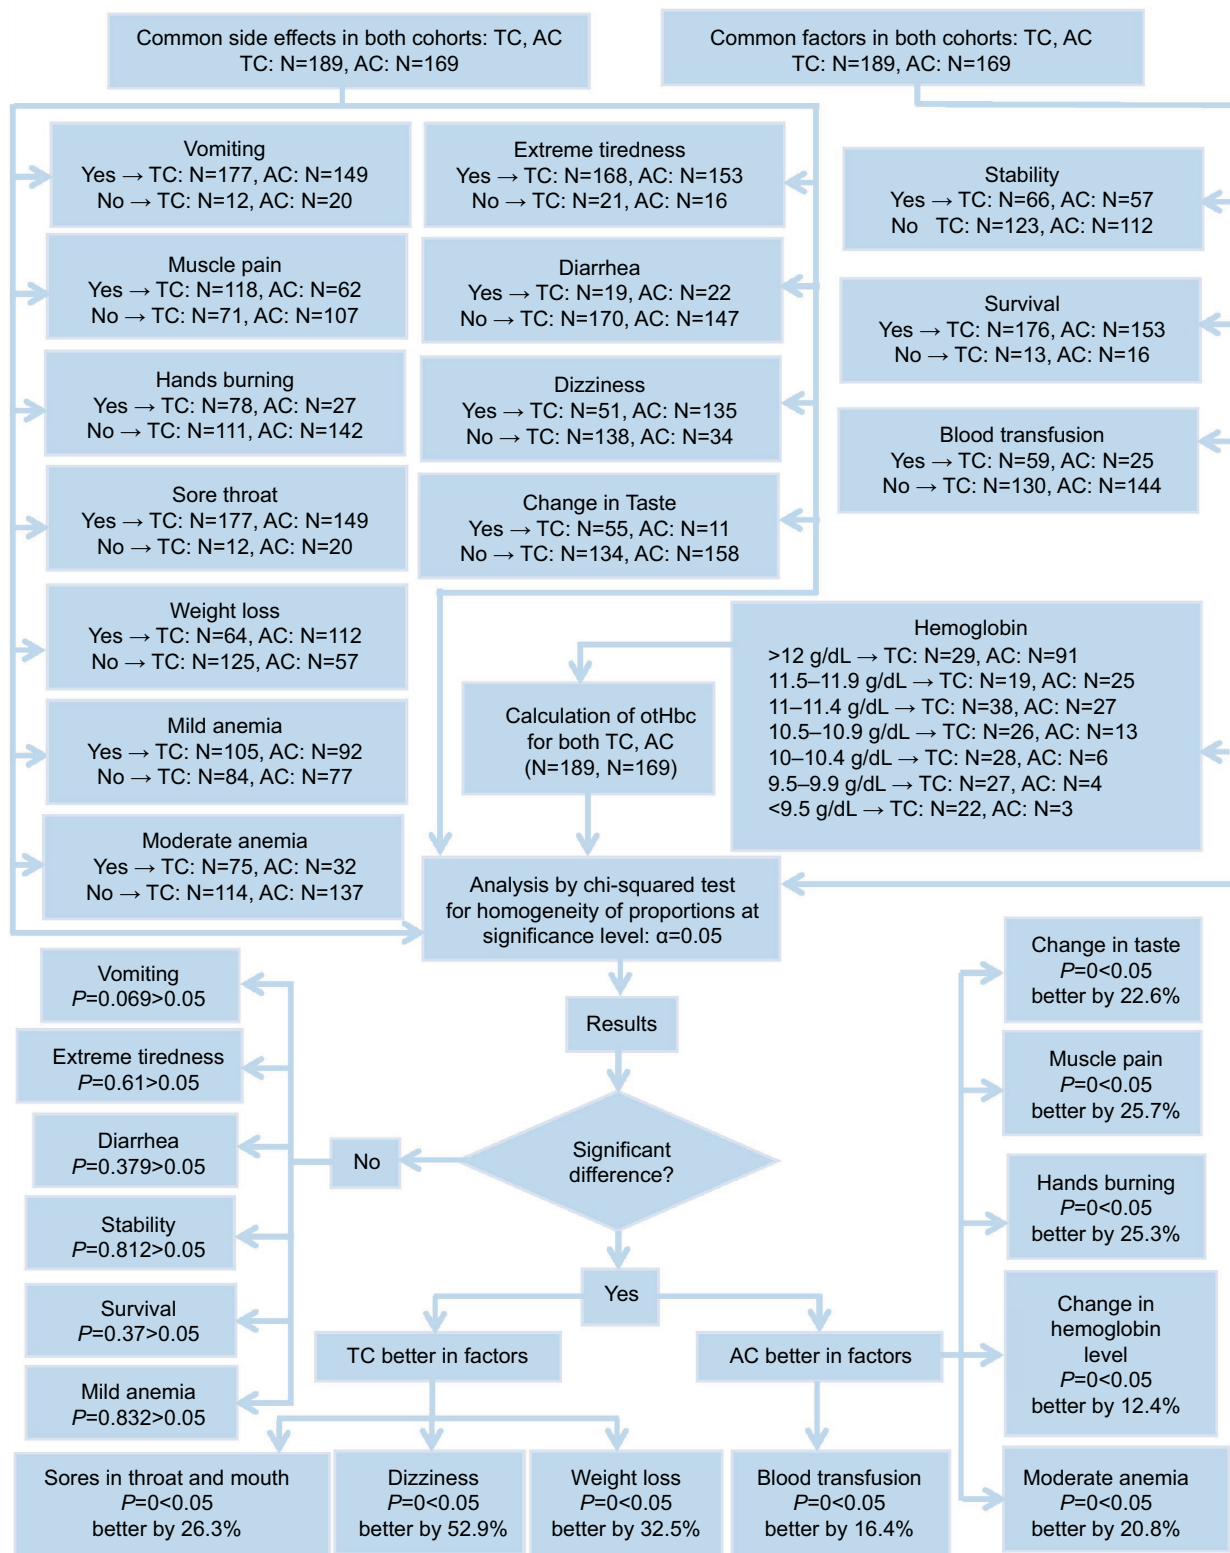 Common side effects in both cohorts: TC, AC
TC: N=189, AC: N=169
Common factors in both cohorts: TC, AC
TC: N=189, AC: N=169
Vomiting
Yes → TC: N=177, AC: N=149
No → TC: N=12, AC: N=20
Muscle pain
Yes → TC: N=118, AC: N=62
No → TC: N=71, AC: N=107
Hands burning
Yes → TC: N=78, AC: N=27
No → TC: N=111, AC: N=142
Sore throat
Yes → TC: N=177, AC: N=149
No → TC: N=12, AC: N=20
Weight loss
Yes → TC: N=64, AC: N=112
No → TC: N=125, AC: N=57
Mild anemia
Yes → TC: N=105, AC: N=92
No → TC: N=84, AC: N=77
Moderate anemia
Yes → TC: N=75, AC: N=32
No → TC: N=114, AC: N=137
Extreme tiredness
Yes → TC: N=168, AC: N=153
No → TC: N=21, AC: N=16
Diarrhea
Yes → TC: N=19, AC: N=22
No → TC: N=170, AC: N=147
Dizziness
Yes → TC: N=51, AC: N=135
No → TC: N=138, AC: N=34
Change in Taste
Yes → TC: N=55, AC: N=11
No → TC: N=134, AC: N=158
Stability
Yes → TC: N=66, AC: N=57
No TC: N=123, AC: N=112
Survival
Yes → TC: N=176, AC: N=153
No → TC: N=13, AC: N=16
Blood transfusion
Yes → TC: N=59, AC: N=25
No → TC: N=130, AC: N=144
Hemoglobin
>12 g/dL → TC: N=29, AC: N=91
11.5–11.9 g/dL → TC: N=19, AC: N=25
11–11.4 g/dL → TC: N=38, AC: N=27
10.5–10.9 g/dL → TC: N=26, AC: N=13
10–10.4 g/dL → TC: N=28, AC: N=6
9.5–9.9 g/dL → TC: N=27, AC: N=4
<9.5 g/dL → TC: N=22, AC: N=3
Calculation of otHbc
for both TC, AC
(N=189, N=169)
Analysis by chi-squared test
for homogeneity of proportions at
significance level: α=0.05
Results
Significant
difference?
No
Vomiting
P=0.069>0.05
Extreme tiredness
P=0.61>0.05
Diarrhea
P=0.379>0.05
Stability
P=0.812>0.05
Survival
P=0.37>0.05
Mild anemia
P=0.832>0.05
Yes
TC better in factors
AC better in factors
Sores in throat and mouth
P=0<0.05
better by 26.3%
Dizziness
P=0<0.05
better by 52.9%
Weight loss
P=0<0.05
better by 32.5%
Blood transfusion
P=0<0.05
better by 16.4%
Change in taste
P=0<0.05
better by 22.6%
Muscle pain
P=0<0.05
better by 25.7%
Hands burning
P=0<0.05
better by 25.3%
Change in
hemoglobin
level
P=0<0.05
better by 12.4%
Moderate anemia
P=0<0.05
better by 20.8%